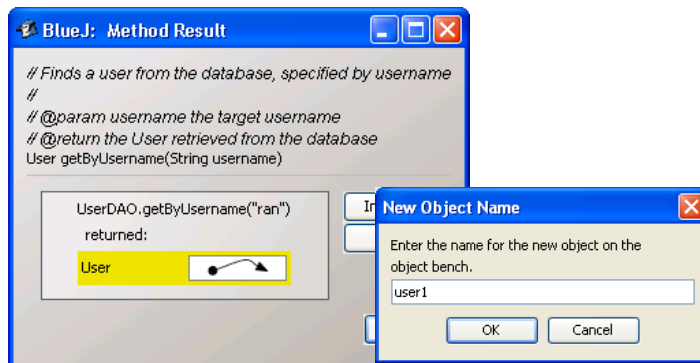 BlueJ: Method Result
// Finds a user from the database, specified by username
//
// @param username the target username
// @return the User retrieved from the database
User getByUsername(String username)
UserDAO.getByUsername("ran")
returned:
User
New Object Name
Enter the name for the new object on the
object bench.
user1
OK
Cancel